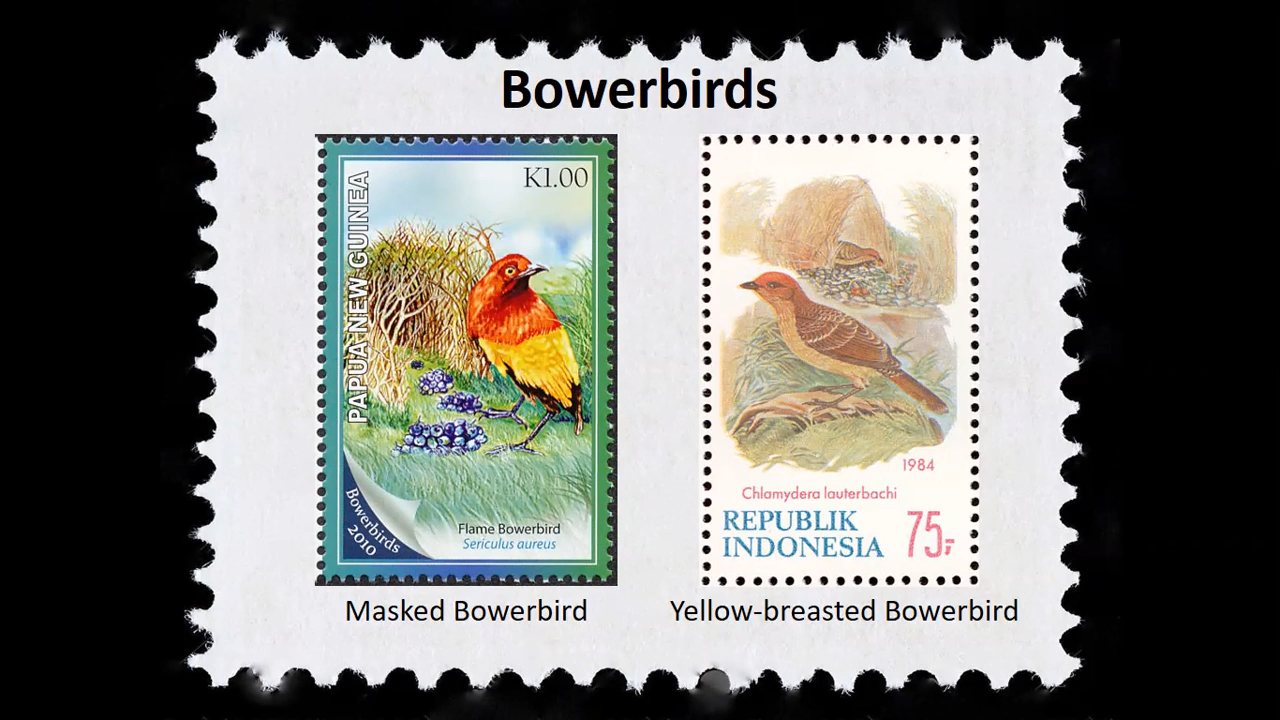 Bowerbirds
K1.00
PAPUA NEW GUINEA
Bowerbirds
2010
Flame Bowerbird
Sericulus aureus
Masked Bowerbird
1984
Chlamydera lauterbachi
REPUBLIK
INDONESIA
75,-
Yellow-breasted Bowerbird